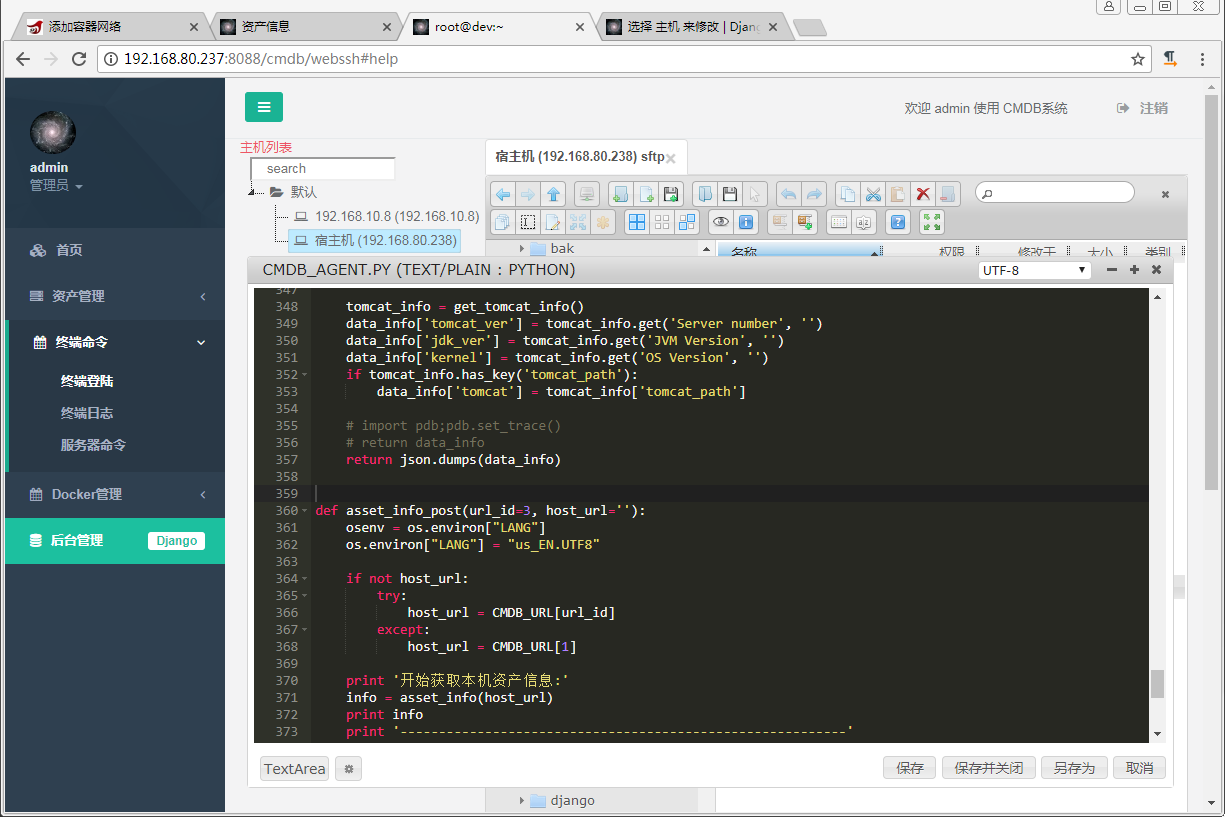 添加容器网络
资产信息
root@dev:~
选择 主机 来修改 | Djan
192.168.80.237:8088/cmdb/webssh#help
admin
管理员
首页
资产管理
终端命令
终端登陆
终端日志
服务器命令
Docker管理
后台管理
Django
欢迎 admin 使用 CMDB系统
注销
主机列表
search
默认
192.168.10.8 (192.168.10.8)
宿主机 (192.168.80.238)
宿主机 (192.168.80.238) sftp
bak
名称
权限
修改于
大小
类别
CMDB_AGENT.PY (TEXT/PLAIN : PYTHON)
UTF-8
347
348 tomcat_info = get_tomcat_info()
349 data_info['tomcat_ver'] = tomcat_info.get('Server number', '')
350 data_info['jdk_ver'] = tomcat_info.get('JVM Version', '')
351 data_info['kernel'] = tomcat_info.get('OS Version', '')
352 if tomcat_info.has_key('tomcat_path'):
353 data_info['tomcat'] = tomcat_info['tomcat_path']
354
355 # import pdb;pdb.set_trace()
356 # return data_info
357 return json.dumps(data_info)
358
359
360 def asset_info_post(url_id=3, host_url=''):
361 osenv = os.environ["LANG"]
362 os.environ["LANG"] = "us_EN.UTF8"
363
364 if not host_url:
365 try:
366 host_url = CMDB_URL[url_id]
367 except:
368 host_url = CMDB_URL[1]
369
370 print '开始获取本机资产信息:'
371 info = asset_info(host_url)
372 print info
373 print '----------------------------------------------------------'
TextArea
保存
保存并关闭
另存为
取消
django